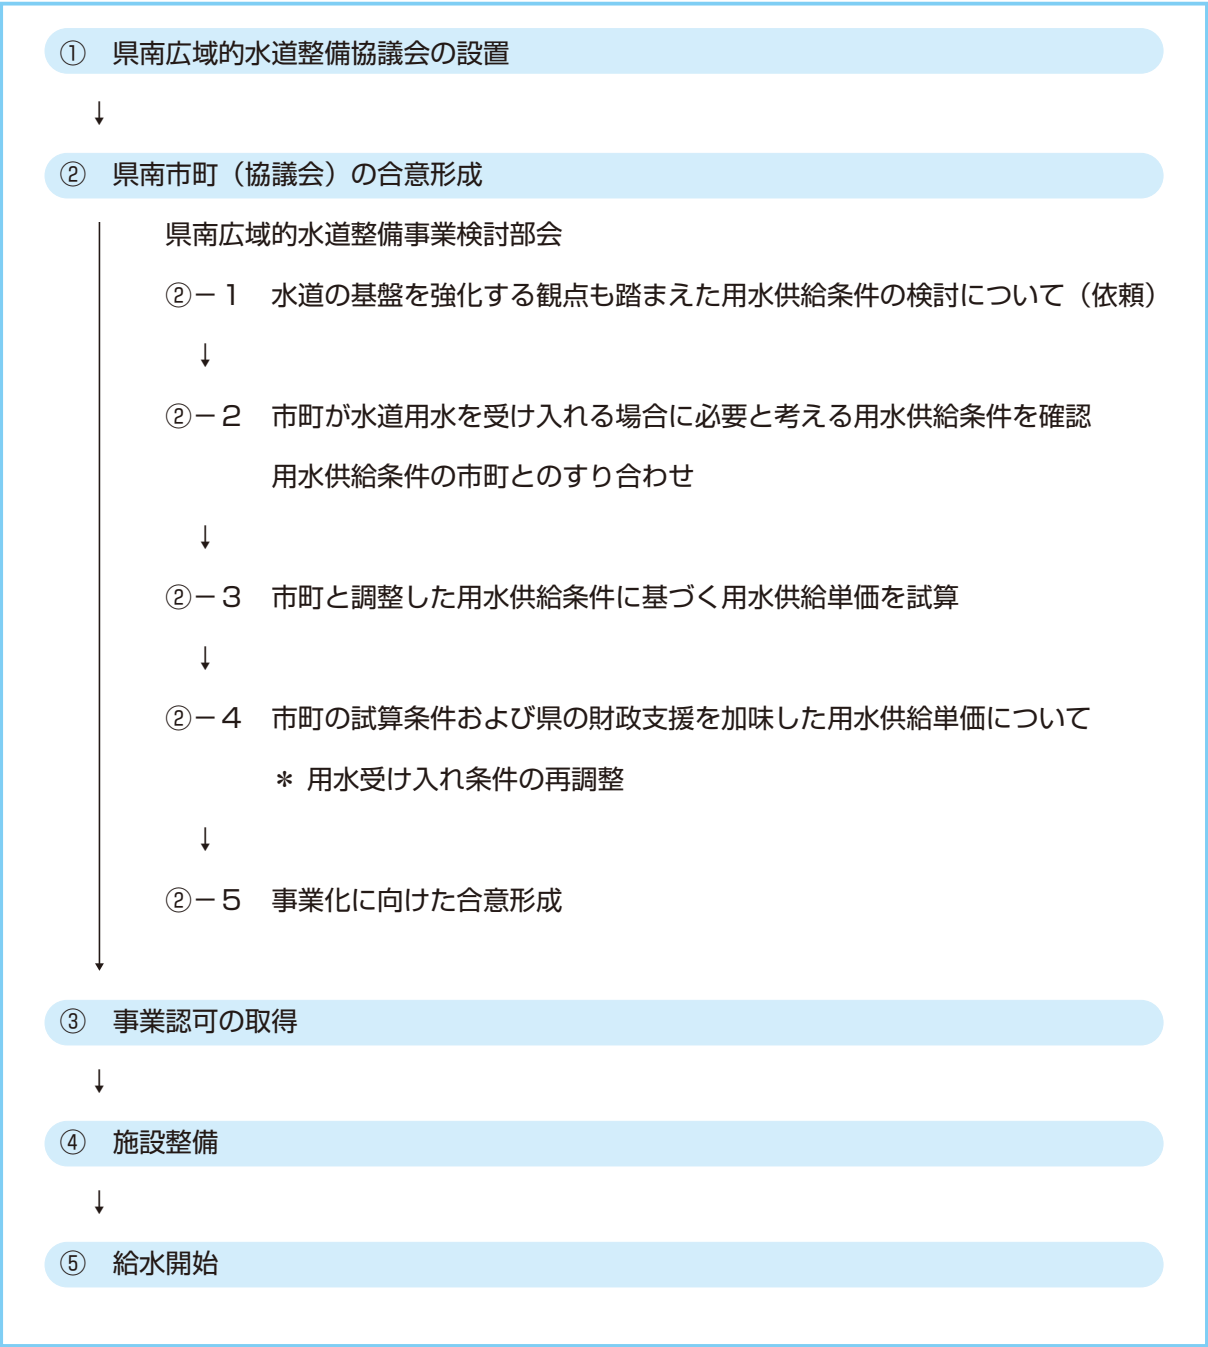 ① 県南広域的水道整備協議会の設置
↓
② 県南市町（協議会）の合意形成
県南広域的水道整備事業検討部会
②－１ 水道の基盤を強化する観点も踏まえた用水供給条件の検討について（依頼）
↓
②－２ 市町が水道用水を受け入れる場合に必要と考える用水供給条件を確認
用水供給条件の市町とのすり合わせ
↓
②－３ 市町と調整した用水供給条件に基づく用水供給単価を試算
↓
②－４ 市町の試算条件および県の財政支援を加味した用水供給単価について
＊ 用水受け入れ条件の再調整
↓
②－５ 事業化に向けた合意形成
③ 事業認可の取得
↓
④ 施設整備
↓
⑤ 給水開始